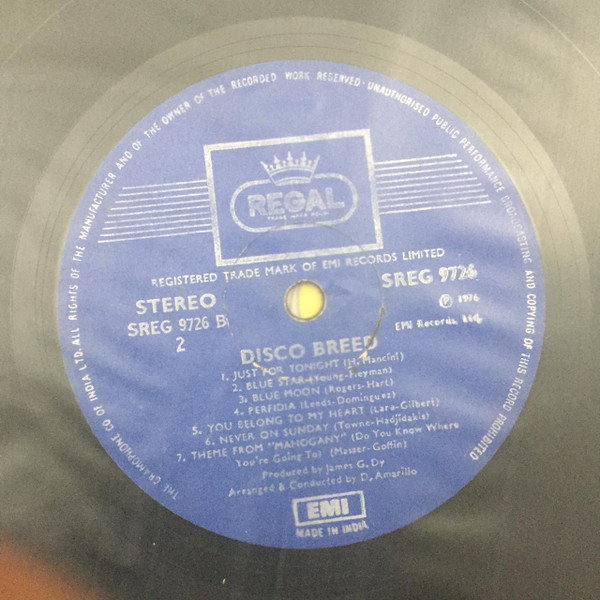 THE GRAMOPHONE CO OF INDIA LTD. ALL RIGHTS OF THE MANUFACTURER AND OF THE OWNER OF THE RECORDED WORK RESERVED · UNAUTHORISED PUBLIC PERFORMANCE BROADCASTING AND COPYING OF THIS RECORD PROHIBITED
REGAL
REGISTERED TRADE MARK OF EMI RECORDS LIMITED
STEREO
SREG 9726 B
2
SREG 9726
Ⓟ 1976
EMI Records, Ltd,
DISCO BREED
1. JUST FOR TONIGHT (H. Mancini)
2. BLUE STAR (Young-Heyman)
3. BLUE MOON (Rogers-Hart)
4. PERFIDIA (Leeds-Dominguez)
5. YOU BELONG TO MY HEART (Lara-Gilbert)
6. NEVER ON SUNDAY (Towne-Hadjidakis)
7. THEME FROM "MAHOGANY" (Do You Know Where
You're Going To) (Masser-Goffin)
Produced by James G. Dy
Arranged & Conducted by D. Amarillo
EMI
MADE IN INDIA